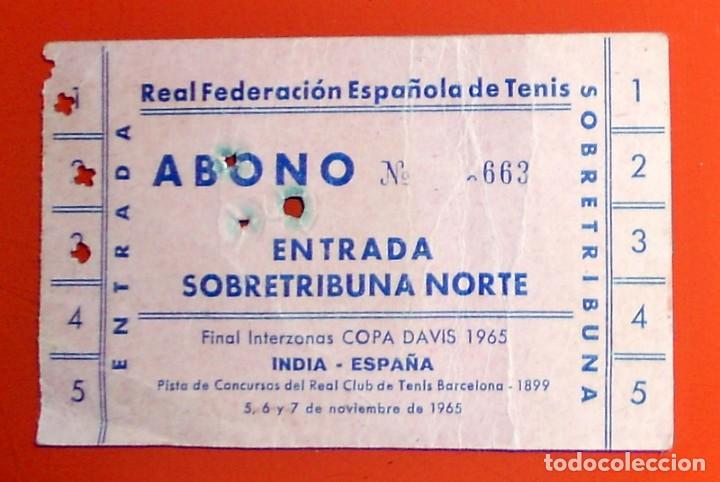 Real Federación Española de Tenis
ABONO No 663
ENTRADA
SOBRETRIBUNA NORTE
Final Interzonas COPA DAVIS 1965
INDIA - ESPAÑA
Pista de Concursos del Real Club de Tenis Barcelona - 1899
5, 6 y 7 de noviembre de 1965
ENTRADA
1
2
3
4
5
SOBRETRIBUNA
1
2
3
4
5
todocoleccion